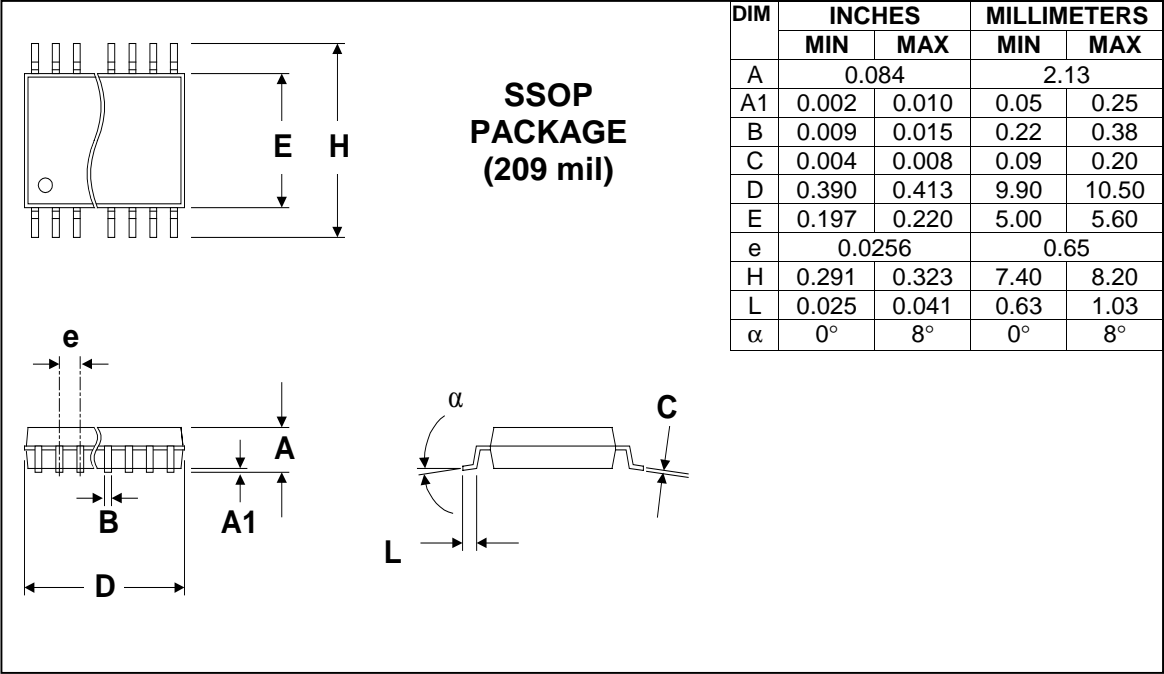 SSOP
PACKAGE
(209 mil)
E H
DIM INCHES MILLIMETERS
MIN MAX MIN MAX
A 0.084 2.13
A1 0.002 0.010 0.05 0.25
B 0.009 0.015 0.22 0.38
C 0.004 0.008 0.09 0.20
D 0.390 0.413 9.90 10.50
E 0.197 0.220 5.00 5.60
e 0.0256 0.65
H 0.291 0.323 7.40 8.20
L 0.025 0.041 0.63 1.03
α 0° 8° 0° 8°
e
A
B
A1
D
α
C
L